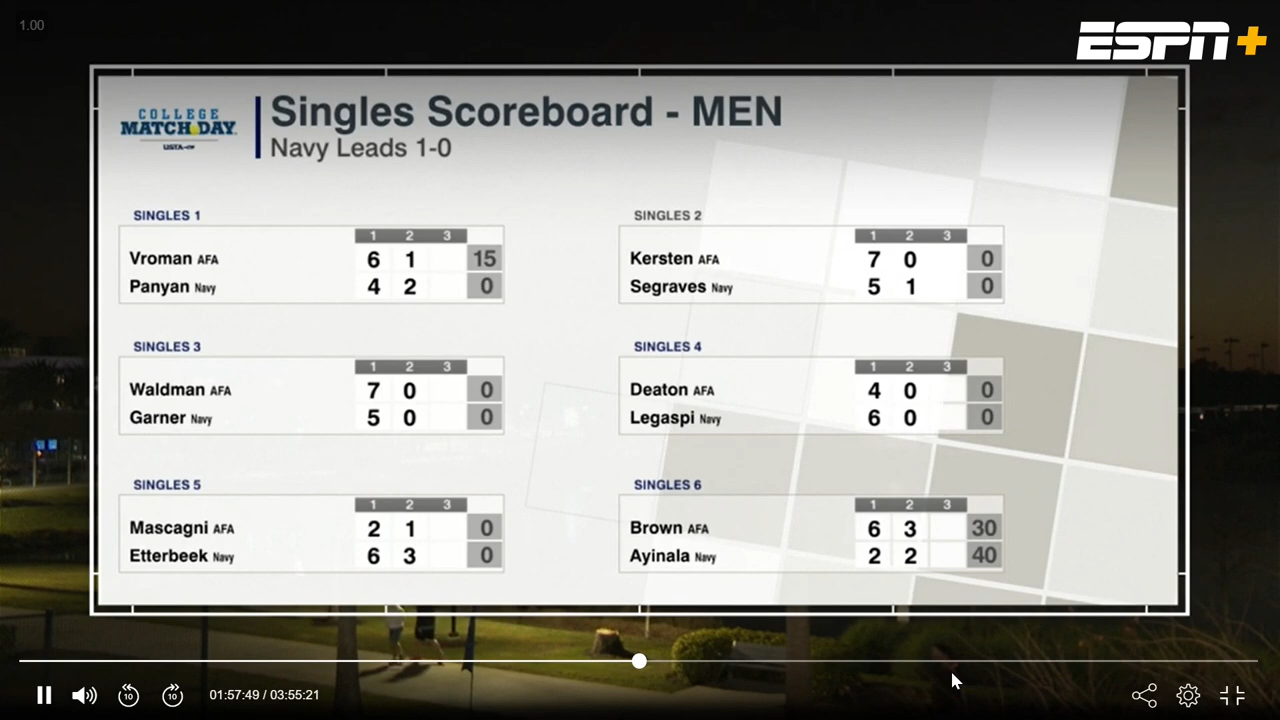 1.00
ESPN+
COLLEGE
MATCH DAY
USTA
Singles Scoreboard - MEN
Navy Leads 1-0
SINGLES 1
1 2 3
Vroman AFA 6 1 15
Panyan Navy 4 2 0
SINGLES 2
1 2 3
Kersten AFA 7 0 0
Segraves Navy 5 1 0
SINGLES 3
1 2 3
Waldman AFA 7 0 0
Garner Navy 5 0 0
SINGLES 4
1 2 3
Deaton AFA 4 0 0
Legaspi Navy 6 0 0
SINGLES 5
1 2 3
Mascagni AFA 2 1 0
Etterbeek Navy 6 3 0
SINGLES 6
1 2 3
Brown AFA 6 3 30
Ayinala Navy 2 2 40
10 10 01:57:49 / 03:55:21